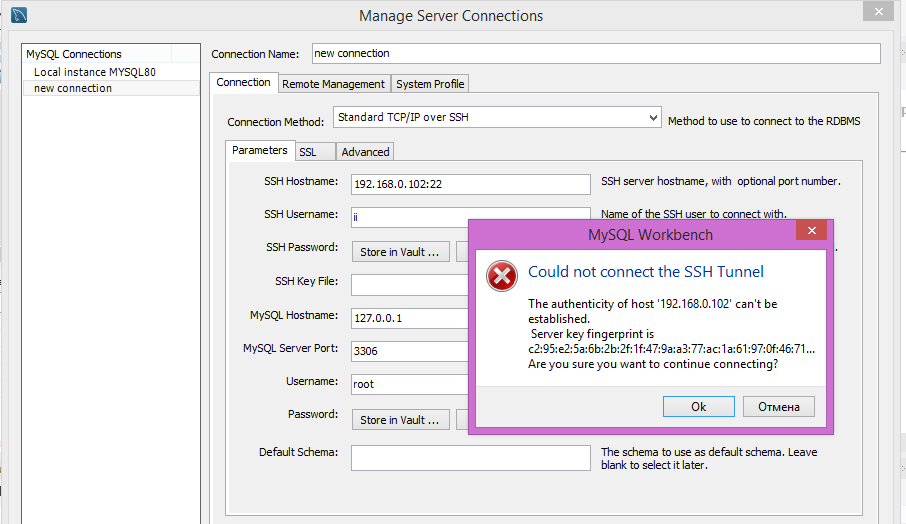 Manage Server Connections
MySQL Connections
Local instance MYSQL80
new connection
Connection Name: new connection
Connection Remote Management System Profile
Connection Method: Standard TCP/IP over SSH Method to use to connect to the RDBMS
Parameters SSL Advanced
SSH Hostname: 192.168.0.102:22 SSH server hostname, with optional port number.
SSH Username: ii Name of the SSH user to connect with.
SSH Password: Store in Vault ...
SSH Key File:
MySQL Hostname: 127.0.0.1
MySQL Server Port: 3306
Username: root
Password: Store in Vault ...
Default Schema: The schema to use as default schema. Leave
blank to select it later.
MySQL Workbench
Could not connect the SSH Tunnel
The authenticity of host '192.168.0.102' can't be
established.
Server key fingerprint is
c2:95:e2:5a:6b:2b:2f:1f:47:9a:a3:77:ac:1a:61:97:0f:46:71...
Are you sure you want to continue connecting?
Ok Отмена